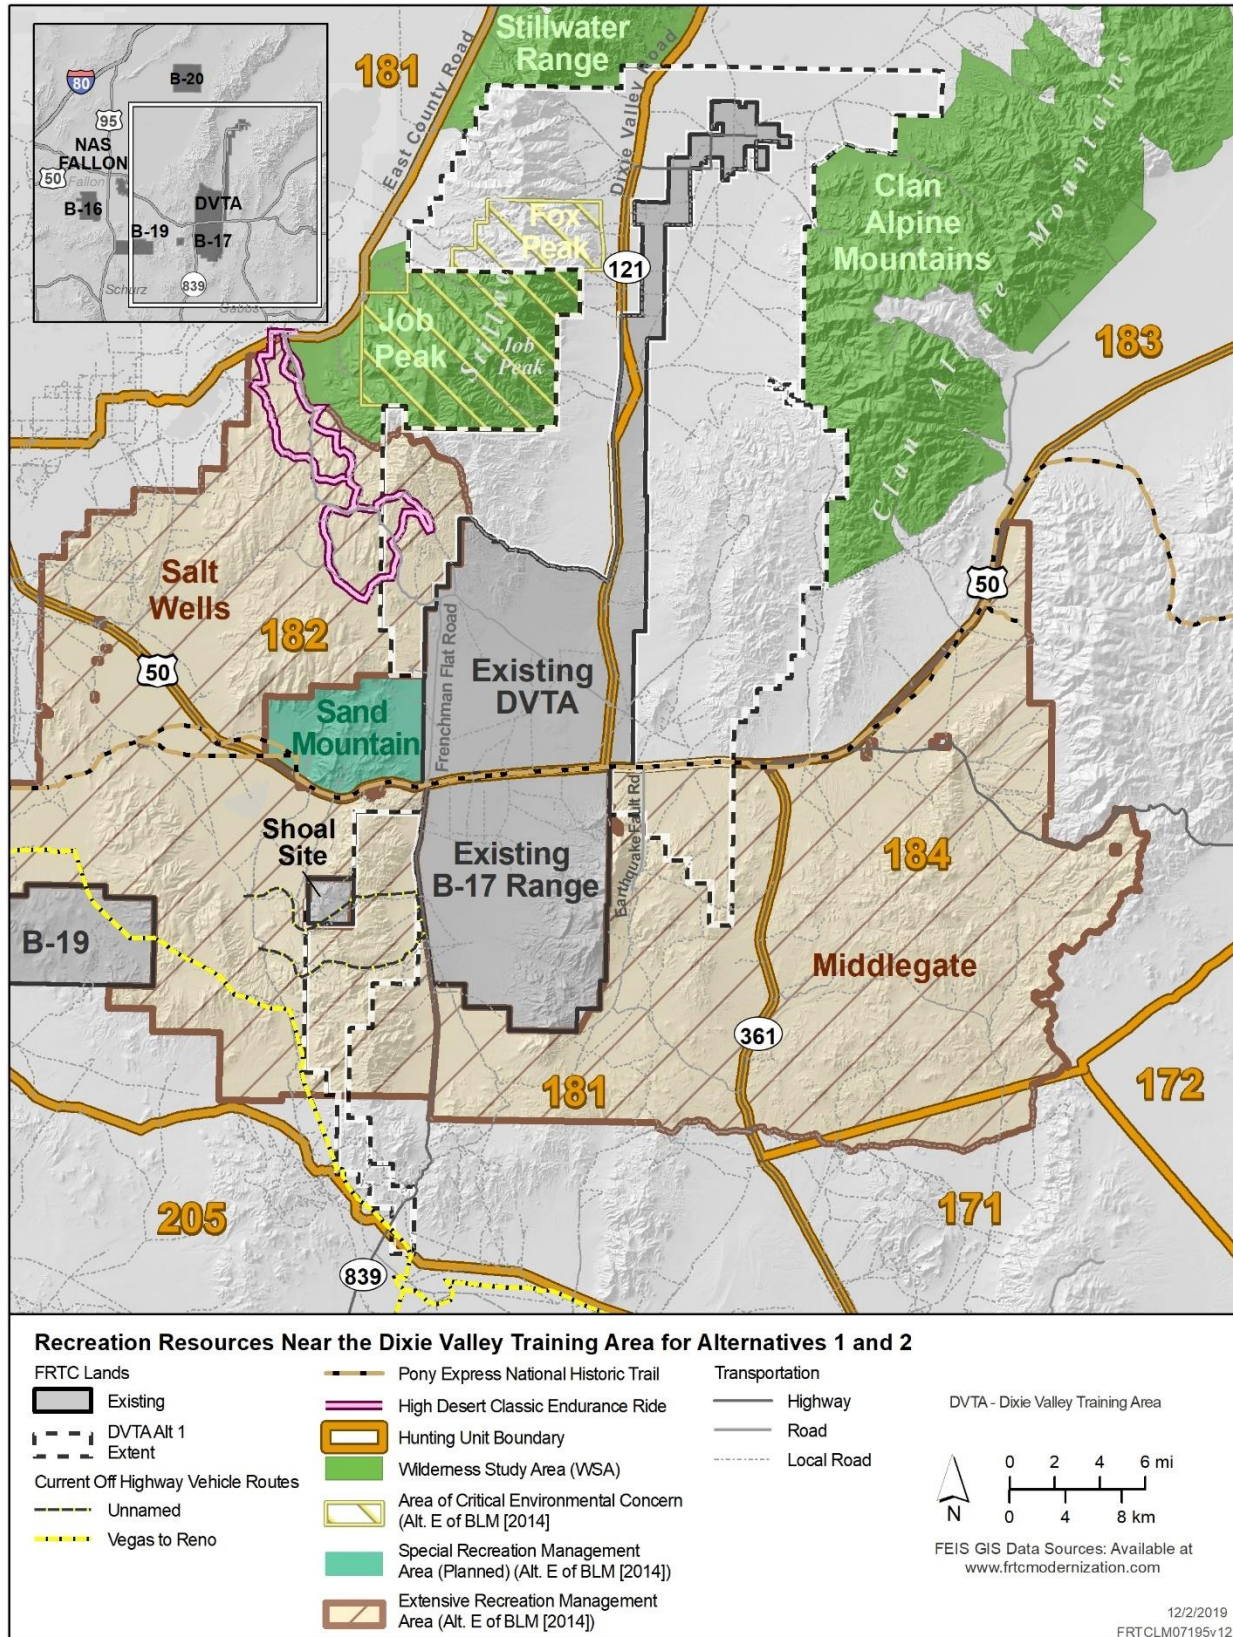 80
B-20
95
NAS
FALLON
50
Fallon
B-16
DVTA
B-19
B-17
Schurz
839
Gabbs
181
East County Road
Stillwater
Range
Dixie Valley Road
Fox
Peak
121
Clan
Alpine
Mountains
Clan Alpine Mountains
183
Job
Peak
Job
Peak
Salt
Wells
182
50
50
Frenchman Flat Road
Existing
DVTA
Sand
Mountain
Shoal
Site
Existing
B-17 Range
Earthquake Fault Rd
184
B-19
Middlegate
361
181
172
205
171
839
Recreation Resources Near the Dixie Valley Training Area for Alternatives 1 and 2
FRTC Lands
Existing
DVTA Alt 1
Extent
Current Off Highway Vehicle Routes
Unnamed
Vegas to Reno
Pony Express National Historic Trail
High Desert Classic Endurance Ride
Hunting Unit Boundary
Wilderness Study Area (WSA)
Area of Critical Environmental Concern
(Alt. E of BLM [2014]
Special Recreation Management
Area (Planned) (Alt. E of BLM [2014])
Extensive Recreation Management
Area (Alt. E of BLM [2014])
Transportation
Highway
Road
Local Road
DVTA - Dixie Valley Training Area
N
0 2 4 6 mi
0 4 8 km
FEIS GIS Data Sources: Available at
www.frtcmodernization.com
12/2/2019
FRTCLM07195v12